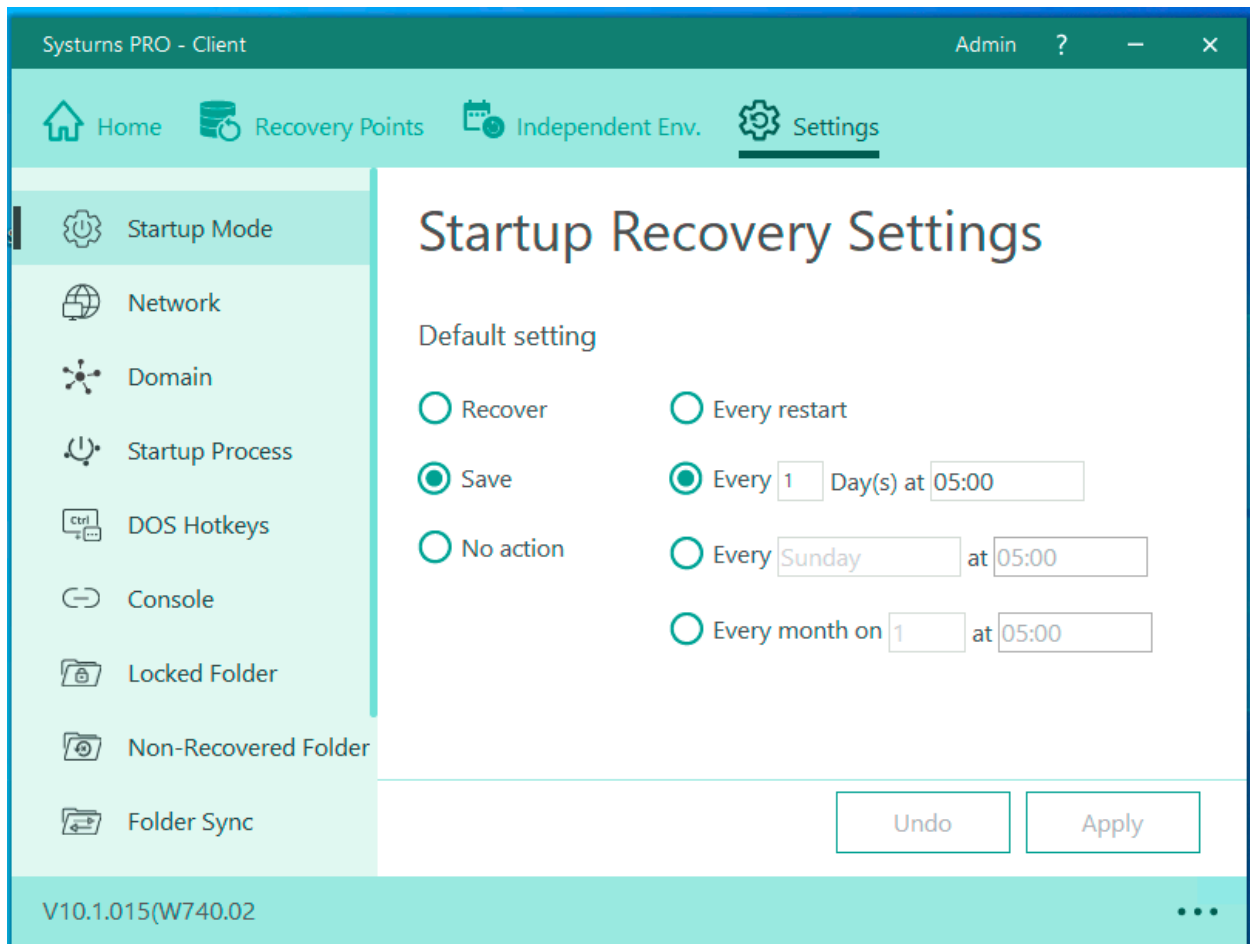 Systurns PRO - Client Admin ?
Home Recovery Points Independent Env. Settings
Startup Mode
Network
Domain
Startup Process
Ctrl
DOS Hotkeys
Console
Locked Folder
Non-Recovered Folder
Folder Sync
Startup Recovery Settings
Default setting
Recover Every restart
Save Every 1 Day(s) at 05:00
No action Every Sunday at 05:00
Every month on 1 at 05:00
Undo Apply
V10.1.015(W740.02